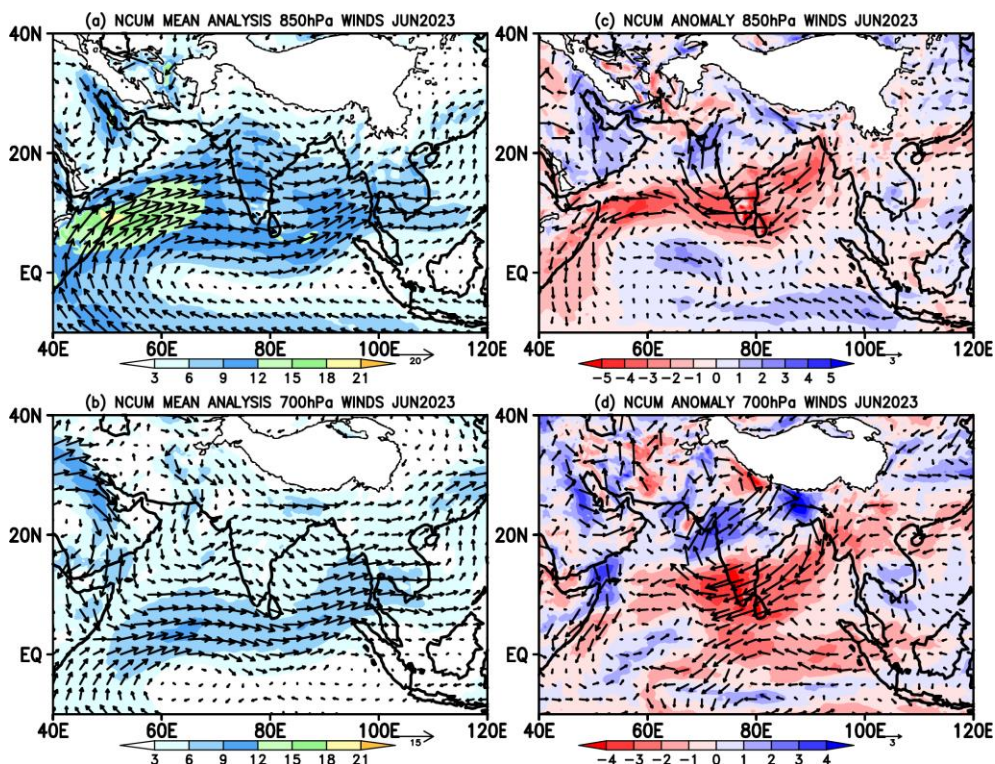 (a) NCUM MEAN ANALYSIS 850hPa WINDS JUN2023
40N
20N
EQ
40E 60E 80E 100E 120E
3 6 9 12 15 18 21
20
(c) NCUM ANOMALY 850hPa WINDS JUN2023
40N
20N
EQ
40E 60E 80E 100E 120E
-5 -4 -3 -2 -1 0 1 2 3 4 5
3
(b) NCUM MEAN ANALYSIS 700hPa WINDS JUN2023
40N
20N
EQ
40E 60E 80E 100E 120E
3 6 9 12 15 18 21
15
(d) NCUM ANOMALY 700hPa WINDS JUN2023
40N
20N
EQ
40E 60E 80E 100E 120E
-4 -3 -2 -1 0 1 2 3 4
3